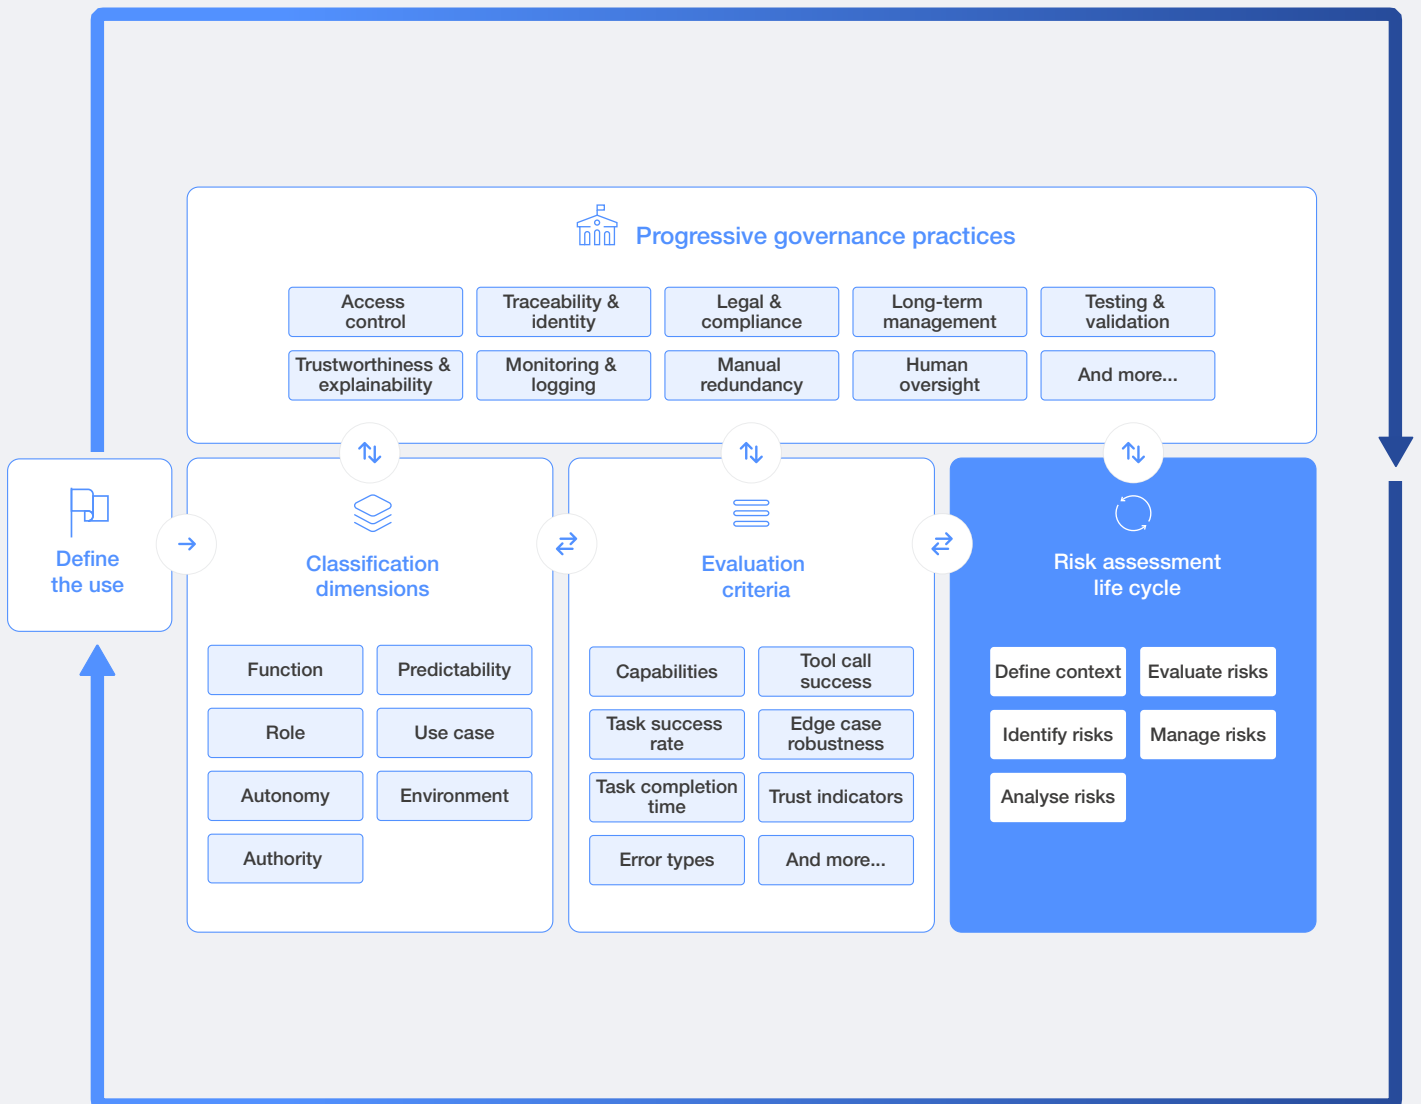 Progressive governance practices
Access
control
Traceability &
identity
Legal &
compliance
Long-term
management
Testing &
validation
Trustworthiness &
explainability
Monitoring &
logging
Manual
redundancy
Human
oversight
And more...
Define
the use
Classification
dimensions
Function
Predictability
Role
Use case
Autonomy
Environment
Authority
Evaluation
criteria
Capabilities
Tool call
success
Task success
rate
Edge case
robustness
Task completion
time
Trust indicators
Error types
And more...
Risk assessment
life cycle
Define context
Evaluate risks
Identify risks
Manage risks
Analyse risks